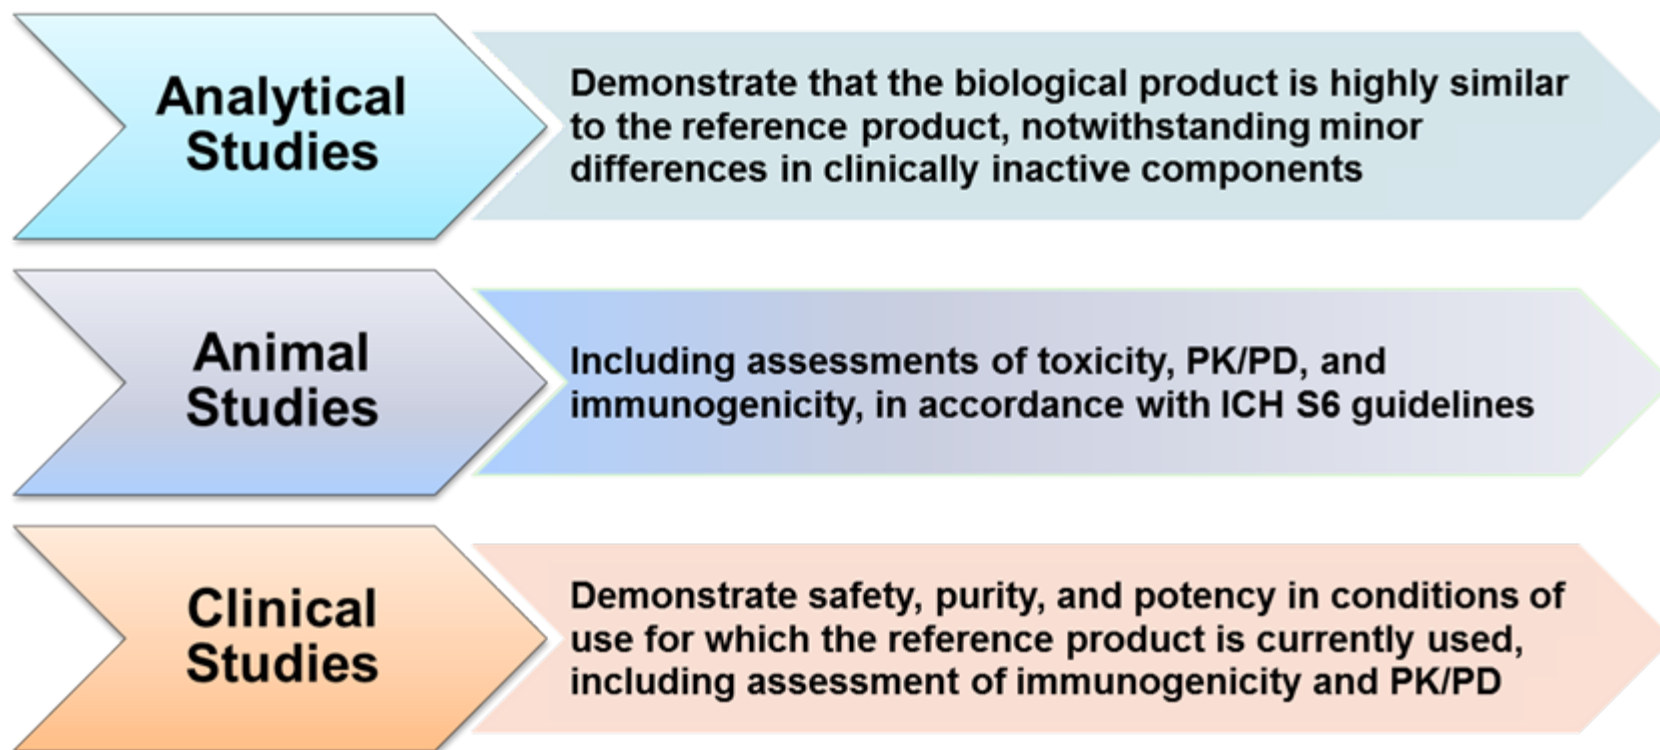 Analytical
Studies
Demonstrate that the biological product is highly similar
to the reference product, notwithstanding minor
differences in clinically inactive components
Animal
Studies
Including assessments of toxicity, PK/PD, and
immunogenicity, in accordance with ICH S6 guidelines
Clinical
Studies
Demonstrate safety, purity, and potency in conditions of
use for which the reference product is currently used,
including assessment of immunogenicity and PK/PD